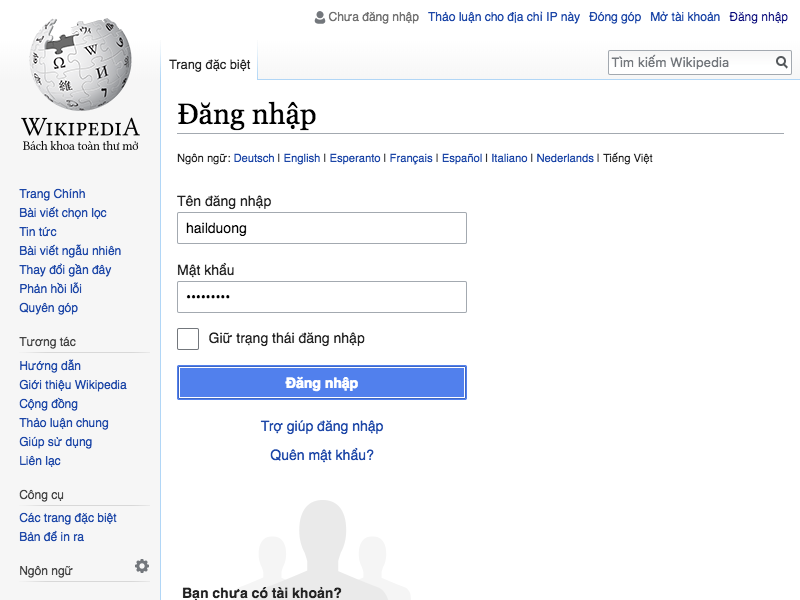 Chưa đăng nhập Thảo luận cho địa chỉ IP này Đóng góp Mở tài khoản Đăng nhập
Trang đặc biệt
Tìm kiếm Wikipedia
WIKIPEDIA
Bách khoa toàn thư mở
Đăng nhập
Ngôn ngữ: Deutsch | English | Esperanto | Français | Español | Italiano | Nederlands | Tiếng Việt
Trang Chính
Bài viết chọn lọc
Tin tức
Bài viết ngẫu nhiên
Thay đổi gần đây
Phản hồi lỗi
Quyên góp
Tương tác
Hướng dẫn
Giới thiệu Wikipedia
Cộng đồng
Thảo luận chung
Giúp sử dụng
Liên lạc
Công cụ
Các trang đặc biệt
Bản để in ra
Ngôn ngữ
Tên đăng nhập
hailduong
Mật khẩu
•••••••••
Giữ trạng thái đăng nhập
Đăng nhập
Trợ giúp đăng nhập
Quên mật khẩu?
Bạn chưa có tài khoản?